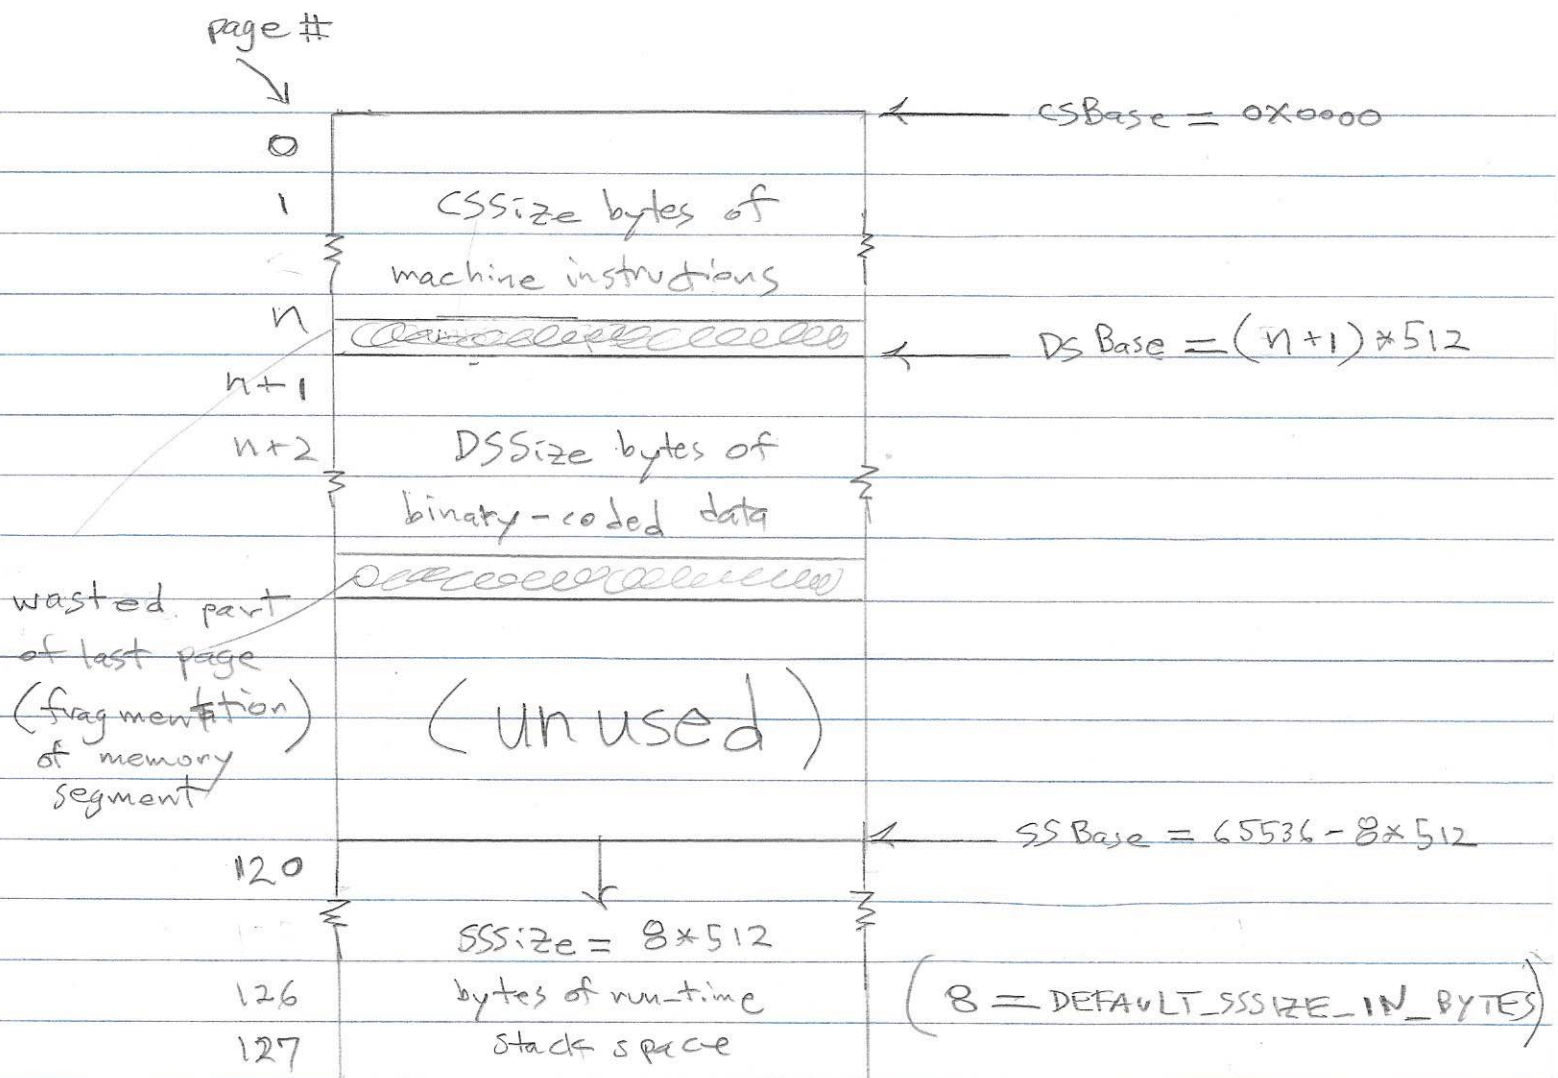 page #
0
CSBase = 0X0000
1
CSSize bytes of
machine instructions
n
DS Base = (n+1)*512
n+1
n+2
DSSize bytes of
binary-coded data
wasted part
of last page
(fragmentation
of memory
segment)
(unused)
SSBase = 65536-8*512
120
SSSize = 8*512
126
bytes of run-time
(8 = DEFAULT_SSSIZE_IN_BYTES)
127
stack space